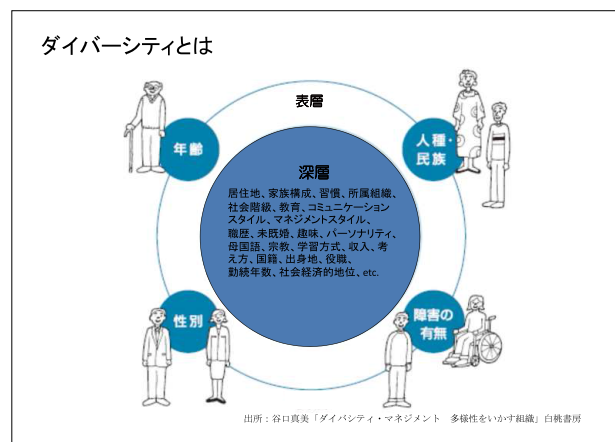 ダイバーシティとは
表層
年齢
人種・
民族
深層
居住地、家族構成、習慣、所属組織、
社会階級、教育、コミュニケーション
スタイル、マネジメントスタイル、
職歴、未既婚、趣味、パーソナリティ、
母国語、宗教、学習方式、収入、考
え方、国籍、出身地、役職、
勤続年数、社会経済的地位、etc.
性別
障害の
有無
出所：谷口真美「ダイバシティ・マネジメント　多様性をいかす組織」白桃書房